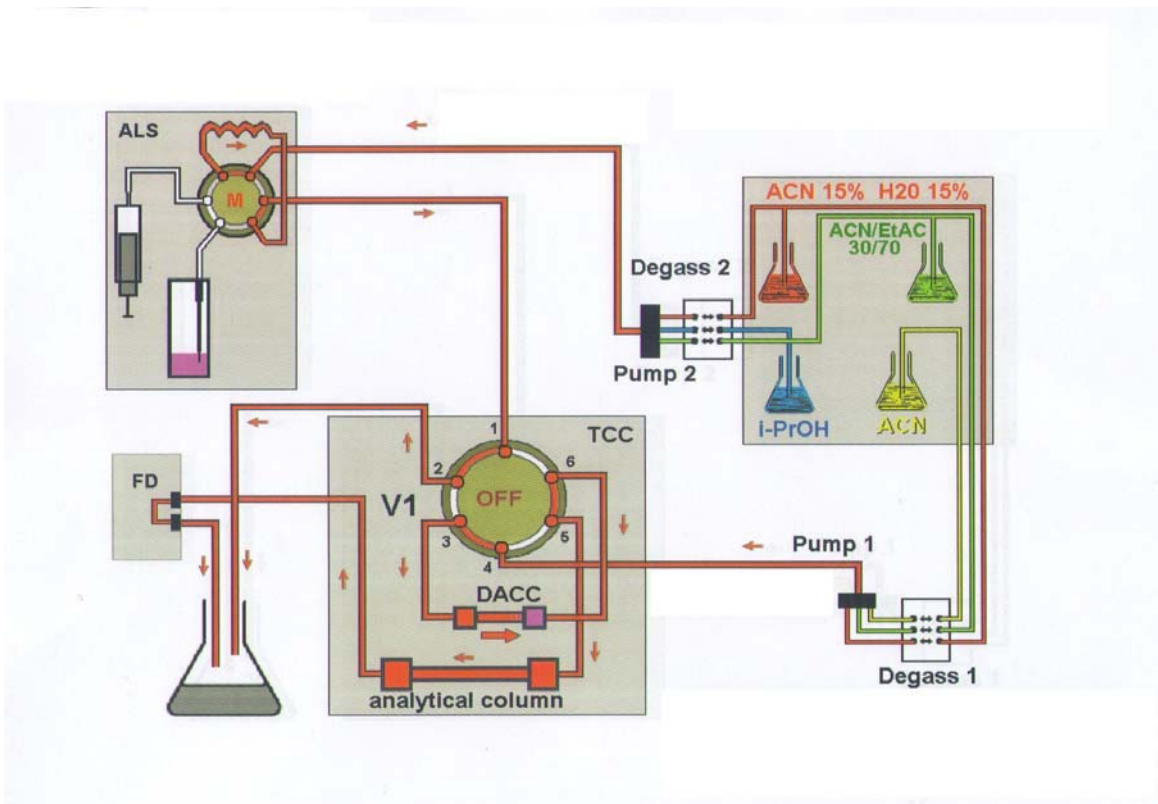 ALS
M
ACN 15% H20 15%
ACN/EtAC
30/70
Degass 2
Pump 2
i-PrOH
ACN
1
TCC
2
6
FD
V1
OFF
3
5
4
Pump 1
DACC
Degass 1
analytical column